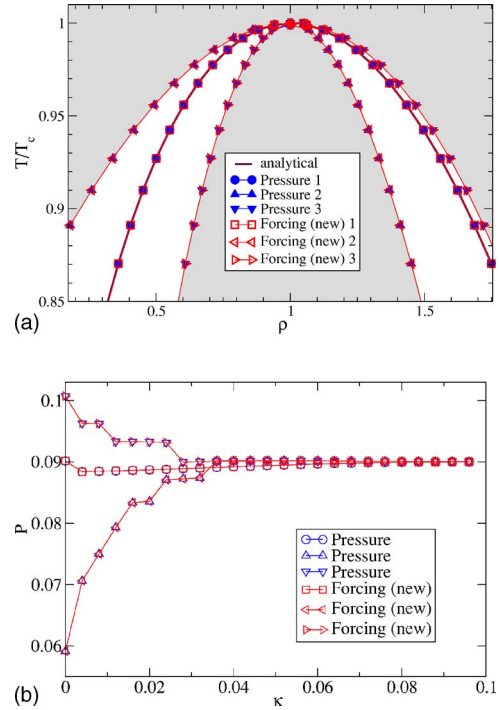 1
0.95
0.9
0.85
T/T_c
analytical
Pressure 1
Pressure 2
Pressure 3
Forcing (new) 1
Forcing (new) 2
Forcing (new) 3
0.5
1
1.5
(a)
ρ
0.1
0.09
0.08
0.07
0.06
P
Pressure
Pressure
Pressure
Forcing (new)
Forcing (new)
Forcing (new)
0
0.02
0.04
0.06
0.08
0.1
(b)
κ